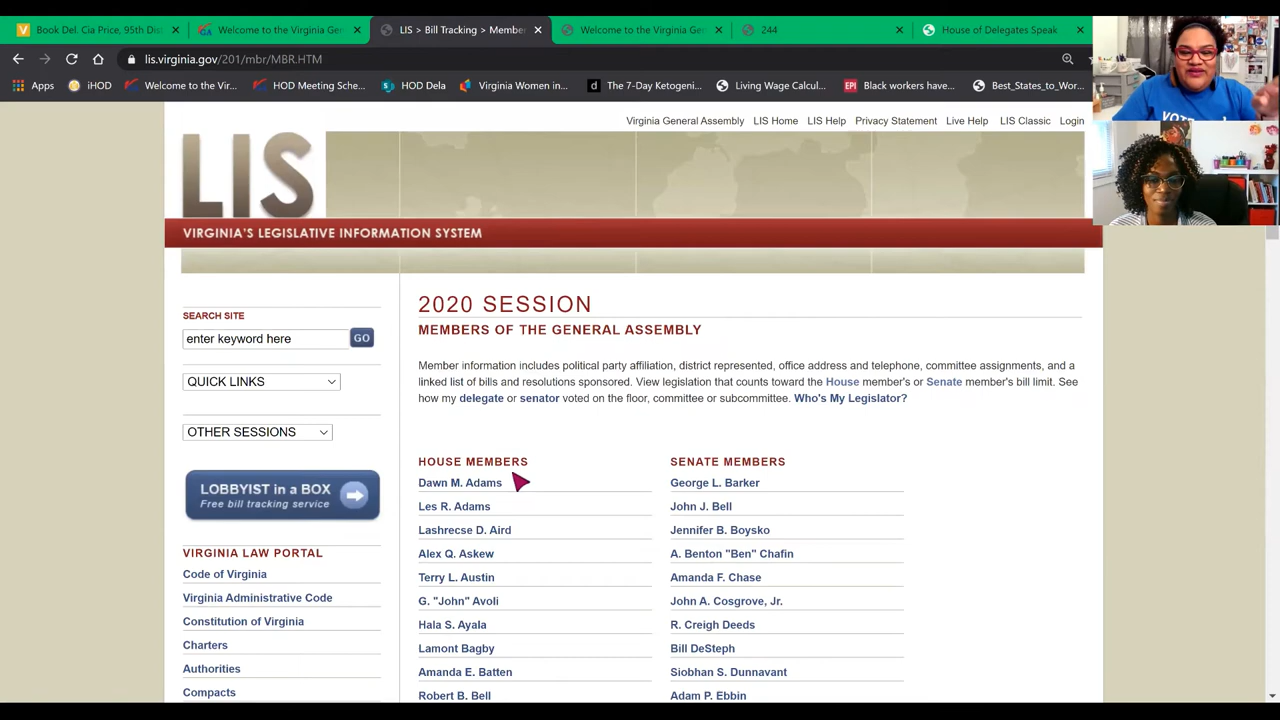 Book Del. Cia Price, 95th Dis
Welcome to the Virginia Gen
LIS > Bill Tracking > Membe
Welcome to the Virginia Gen
244
House of Delegates Speak
lis.virginia.gov/201/mbr/MBR.HTM
Apps
iHOD
Welcome to the Vir...
HOD Meeting Sche...
HOD Dela
Virginia Women in...
The 7-Day Ketogeni...
Living Wage Calcul...
EPI Black workers have...
Best_States_to_Wor...
VOTE
Virginia General Assembly LIS Home LIS Help Privacy Statement Live Help LIS Classic Login
LIS
VIRGINIA'S LEGISLATIVE INFORMATION SYSTEM
SEARCH SITE
enter keyword here GO
QUICK LINKS
OTHER SESSIONS
LOBBYIST in a BOX
Free bill tracking service
VIRGINIA LAW PORTAL
Code of Virginia
Virginia Administrative Code
Constitution of Virginia
Charters
Authorities
Compacts
2020 SESSION
MEMBERS OF THE GENERAL ASSEMBLY
Member information includes political party affiliation, district represented, office address and telephone, committee assignments, and a
linked list of bills and resolutions sponsored. View legislation that counts toward the House member's or Senate member's bill limit. See
how my delegate or senator voted on the floor, committee or subcommittee. Who's My Legislator?
HOUSE MEMBERS
Dawn M. Adams
Les R. Adams
Lashrecse D. Aird
Alex Q. Askew
Terry L. Austin
G. "John" Avoli
Hala S. Ayala
Lamont Bagby
Amanda E. Batten
Robert B. Bell
SENATE MEMBERS
George L. Barker
John J. Bell
Jennifer B. Boysko
A. Benton "Ben" Chafin
Amanda F. Chase
John A. Cosgrove, Jr.
R. Creigh Deeds
Bill DeSteph
Siobhan S. Dunnavant
Adam P. Ebbin